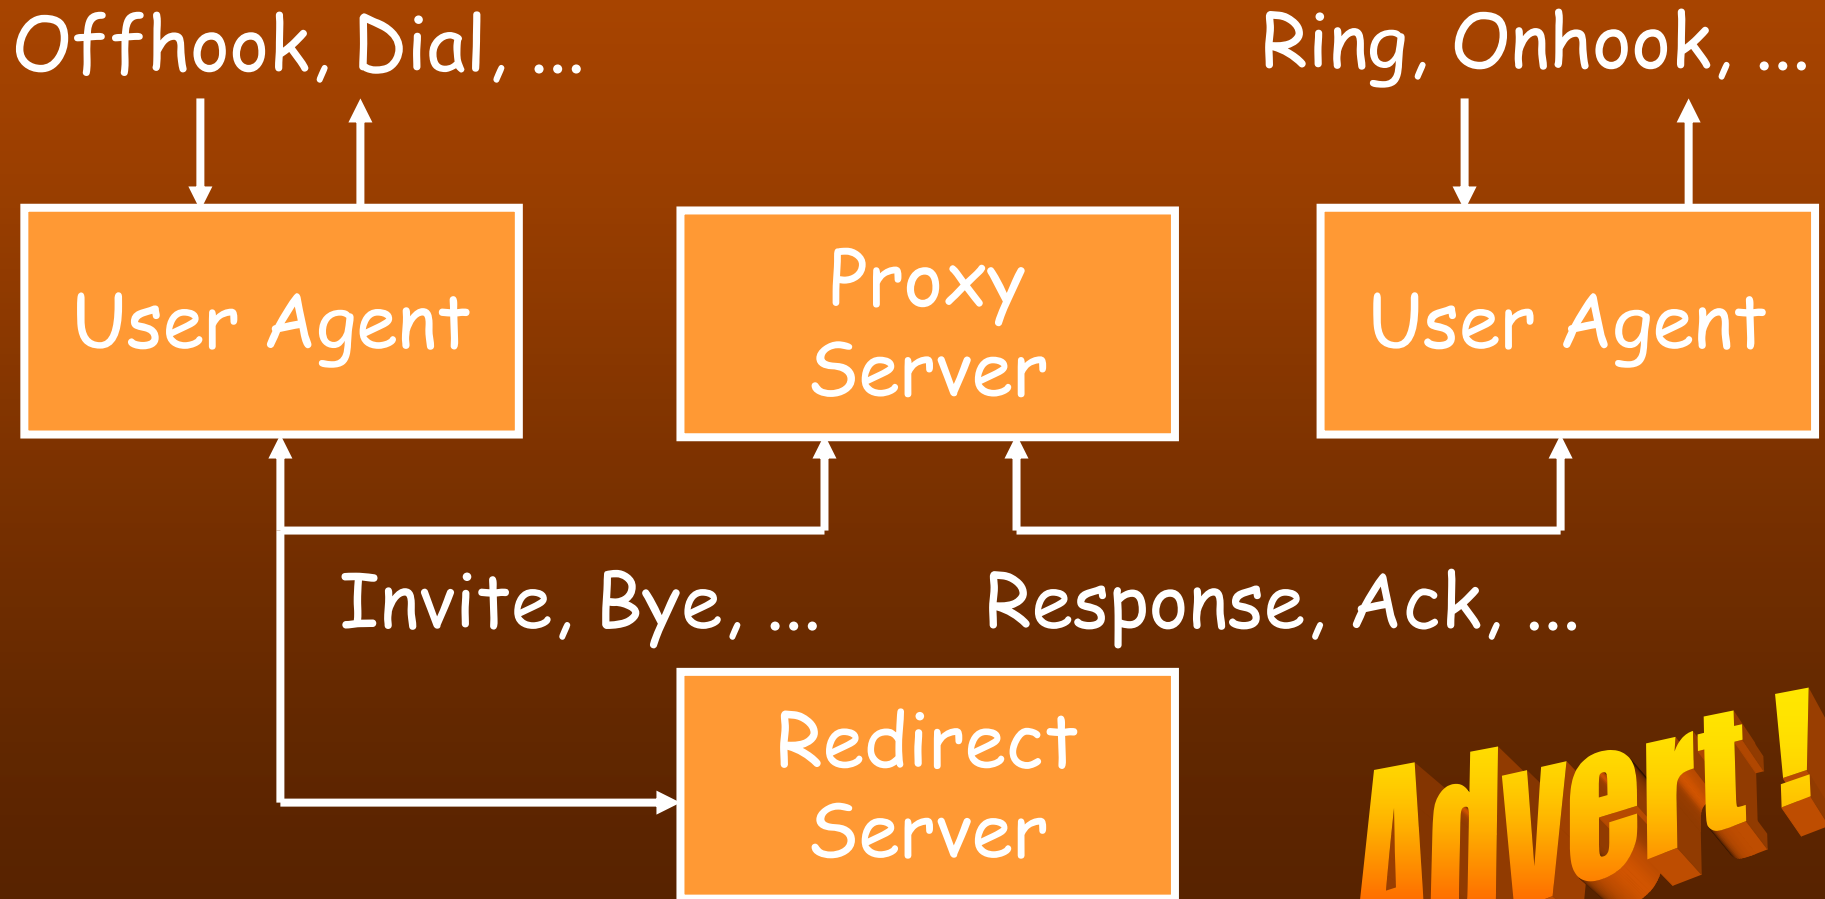 Offhook, Dial, ...
Ring, Onhook, ...
User Agent
Proxy
Server
User Agent
Invite, Bye, ...
Response, Ack, ...
Redirect
Server
Advert !